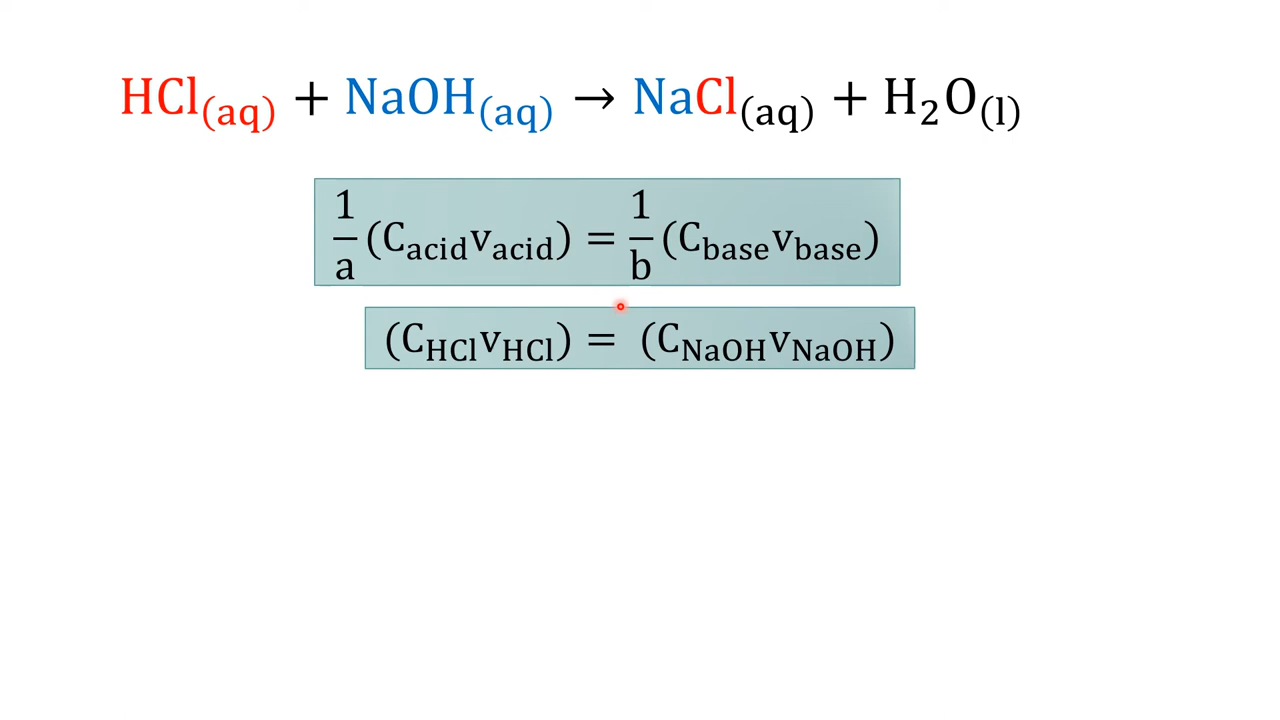 HCl(aq) + NaOH(aq) → NaCl(aq) + H₂O(l)
1/a (C_acid v_acid) = 1/b (C_base v_base)
(C_HCl v_HCl) = (C_NaOH v_NaOH)